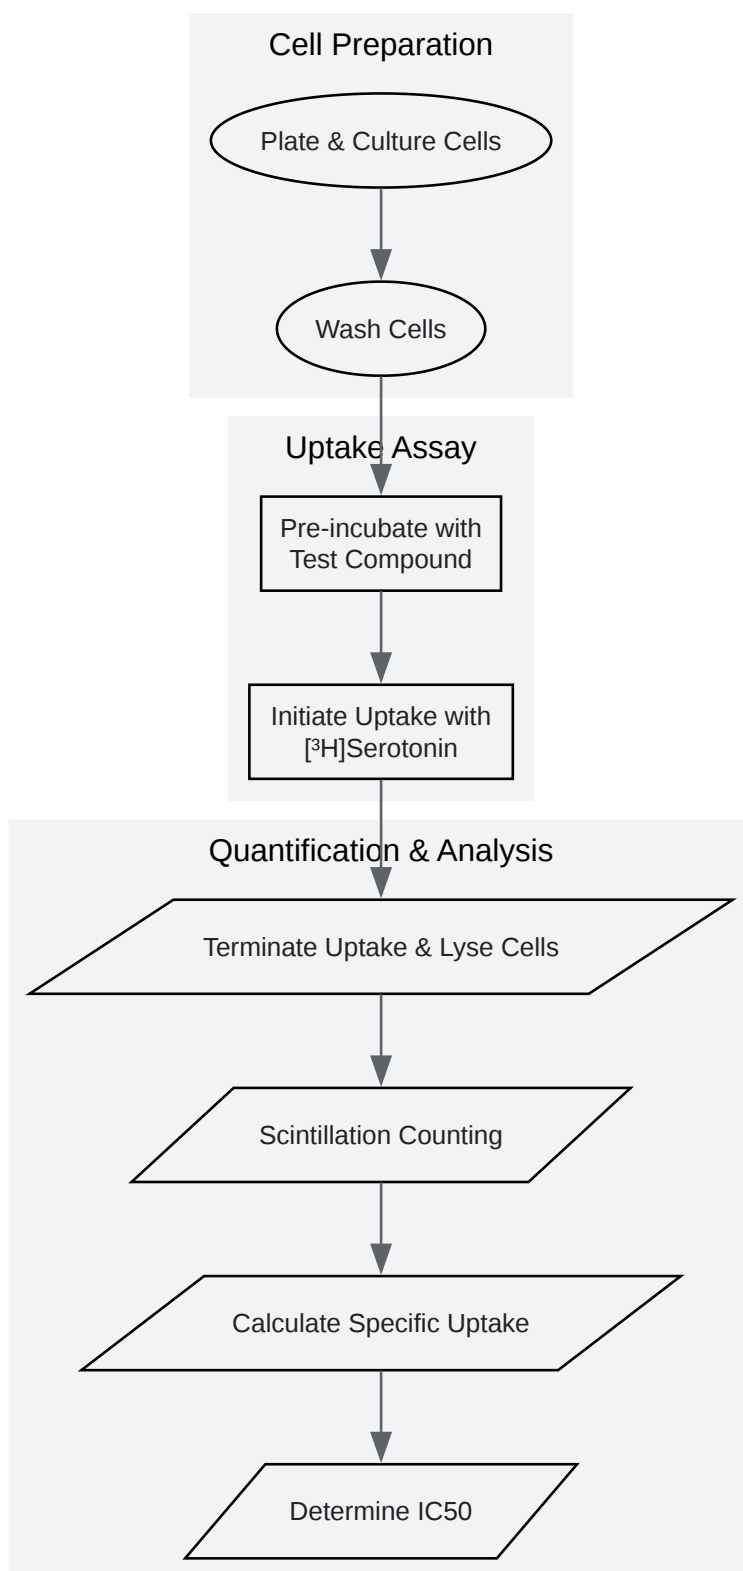 Cell Preparation
Plate & Culture Cells
Wash Cells
Uptake Assay
Pre-incubate with
Test Compound
Initiate Uptake with
[³H]Serotonin
Quantification & Analysis
Terminate Uptake & Lyse Cells
Scintillation Counting
Calculate Specific Uptake
Determine IC50